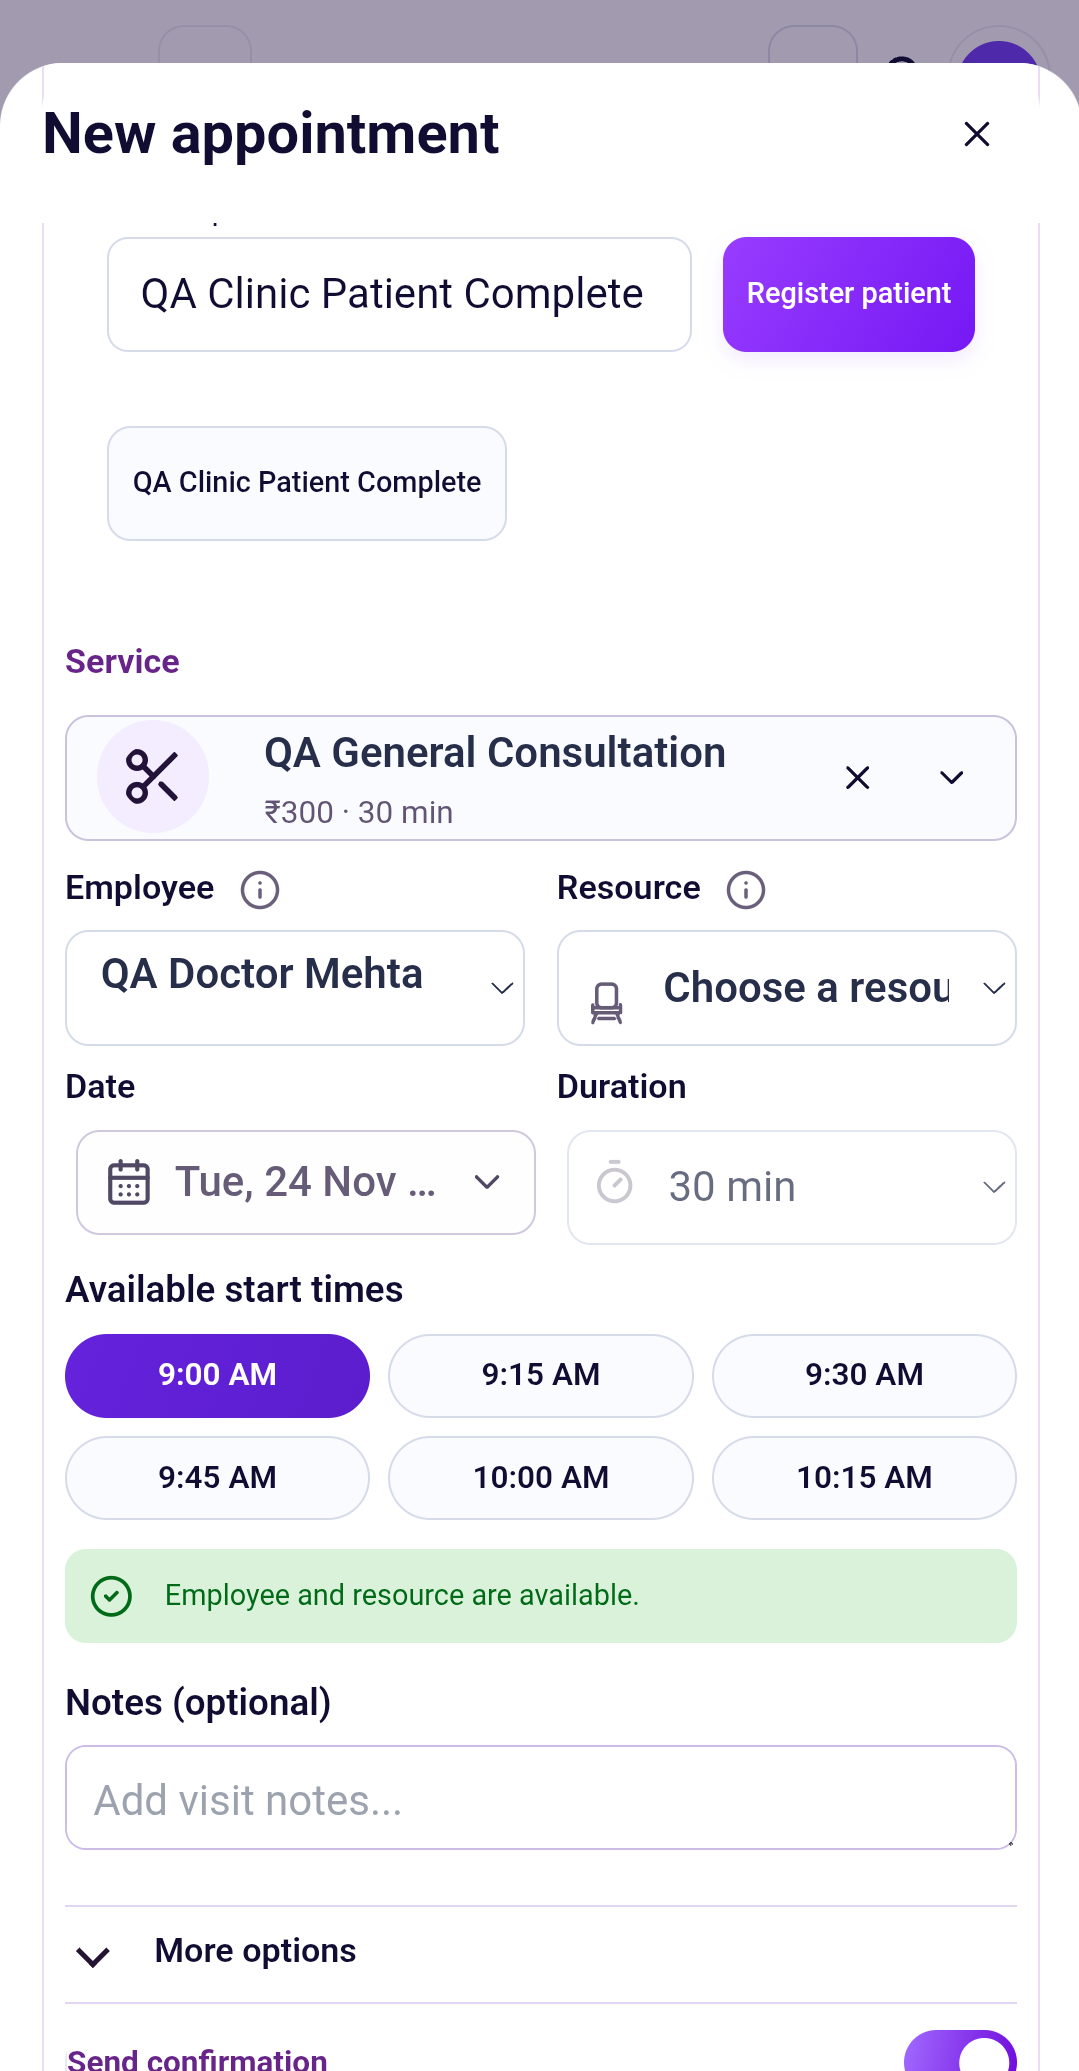 New appointment
QA Clinic Patient Complete
Register patient
QA Clinic Patient Complete
Service
QA General Consultation
₹300 · 30 min
Employee
Resource
QA Doctor Mehta
Choose a resou
Date
Duration
Tue, 24 Nov ...
30 min
Available start times
9:00 AM
9:15 AM
9:30 AM
9:45 AM
10:00 AM
10:15 AM
Employee and resource are available.
Notes (optional)
Add visit notes...
More options
Send confirmation